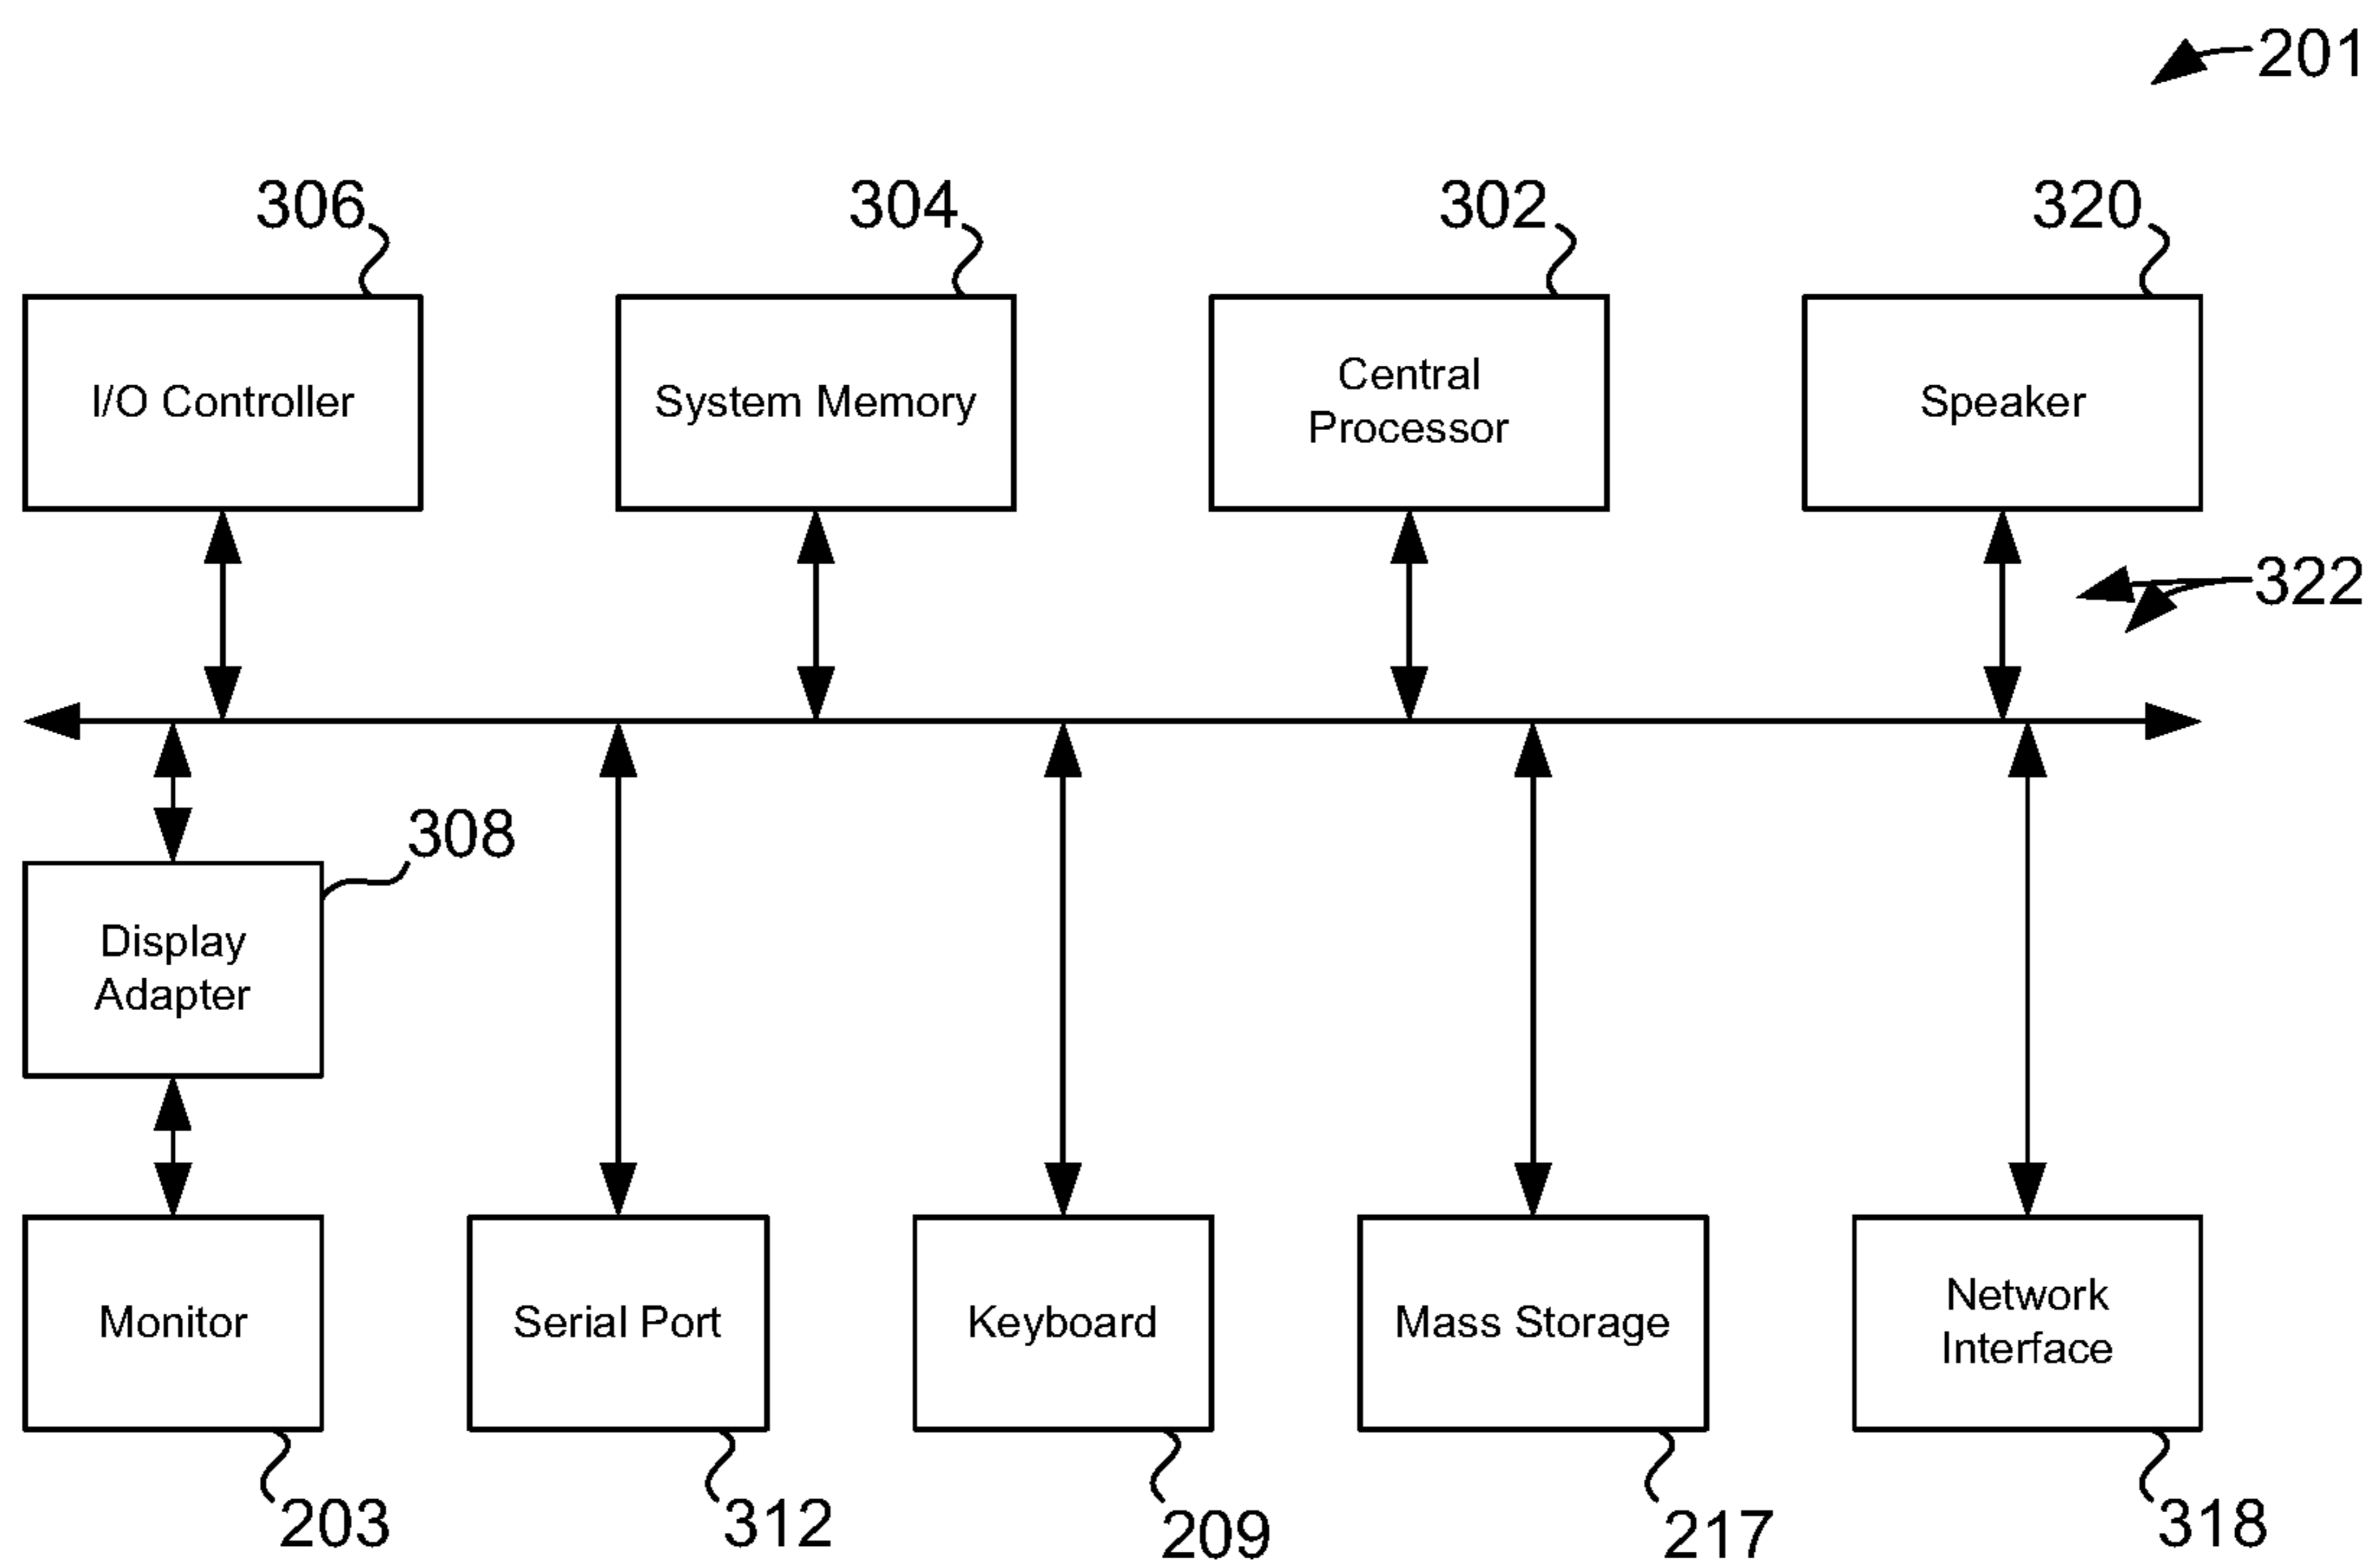 201
306
304
302
320
I/O Controller
System Memory
Central
Processor
Speaker
322
308
Display
Adapter
Monitor
Serial Port
Keyboard
Mass Storage
Network
Interface
203
312
209
217
318